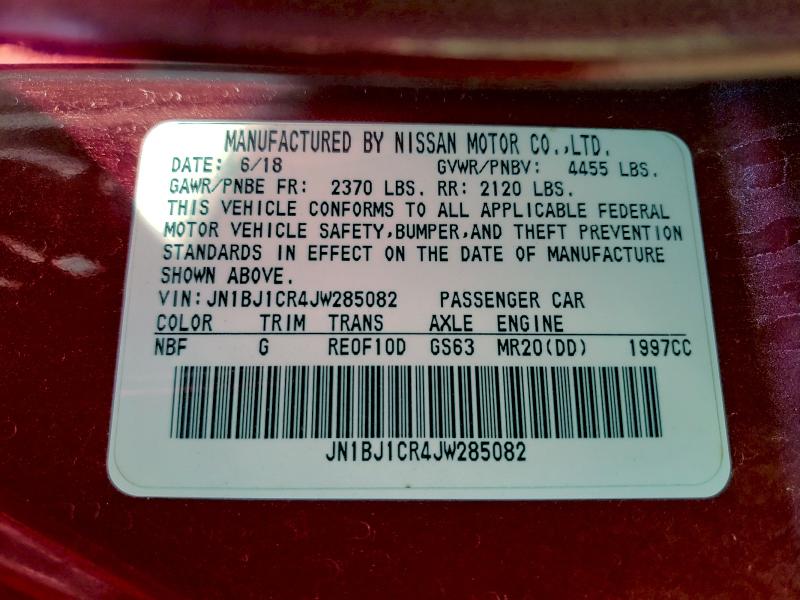 MANUFACTURED BY NISSAN MOTOR CO.,LTD.
DATE: 6/18 GVWR/PNBV: 4455 LBS.
GAWR/PNBE FR: 2370 LBS. RR: 2120 LBS.
THIS VEHICLE CONFORMS TO ALL APPLICABLE FEDERAL
MOTOR VEHICLE SAFETY,BUMPER,AND THEFT PREVENTION
STANDARDS IN EFFECT ON THE DATE OF MANUFACTURE
SHOWN ABOVE.
VIN: JN1BJ1CR4JW285082 PASSENGER CAR
COLOR TRIM TRANS AXLE ENGINE
NBF G RE0F10D GS63 MR20(DD) 1997CC
JN1BJ1CR4JW285082